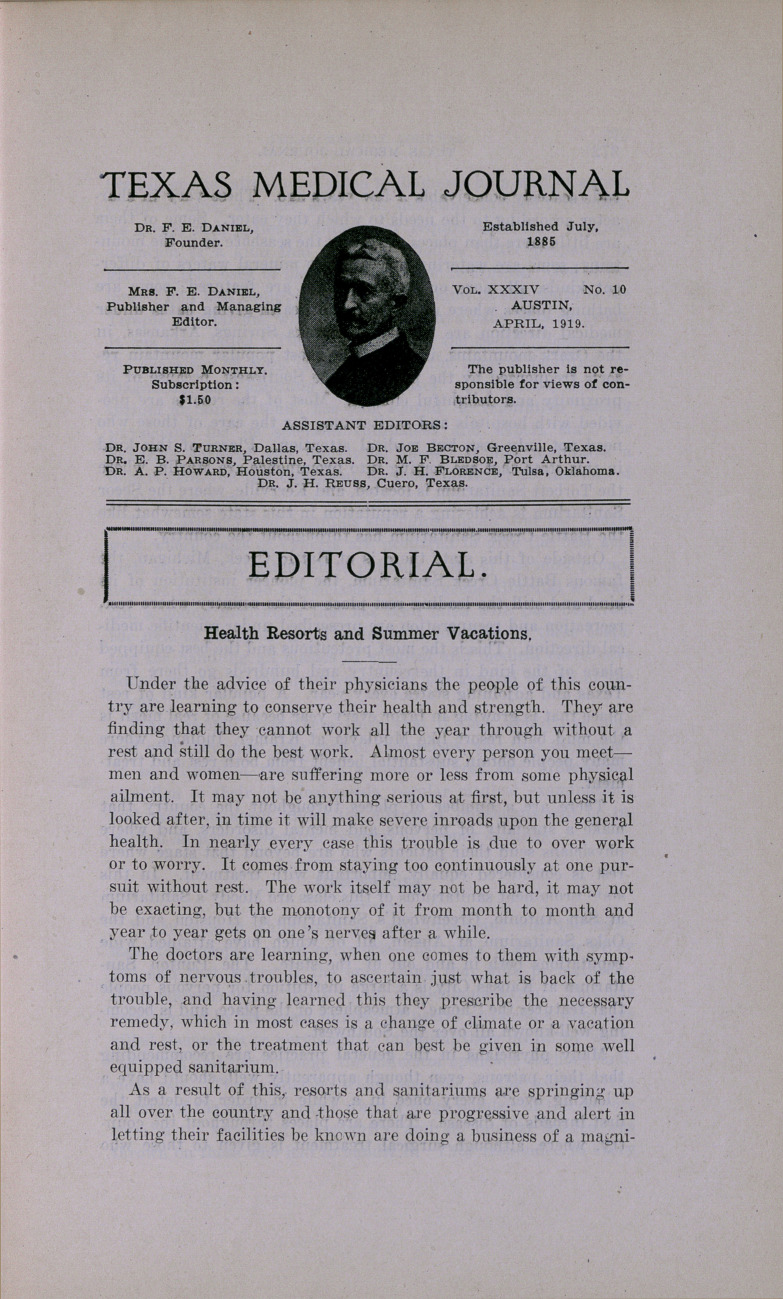 TEXAS MEDICAL JOURNAL
DR. F. E. DANIEL,
Founder.
MRS. F. E. DANIEL,
Publisher and Managing
Editor.
PUBLISHED MONTHLY.
Subscription:
$1.50
Established July,
1885
VOL. XXXIV No. 10
AUSTIN,
APRIL, 1919.
The publisher is not re-
sponsible for views of con-
tributors.
ASSISTANT EDITORS:
DR. JOHN S. TURNER, Dallas, Texas. DR. JOE BECTON, Greenville, Texas.
DR. E. B. PARSONS, Palestine, Texas. DR. M. F. BLEDSOE, Port Arthur.
DR. A. P. HOWARD, Houston, Texas. DR. J. H. FLORENCE, Tulsa, Oklahoma.
DR. J. H. REUSS, Cuero, Texas.
EDITORIAL.
Health Resorts and Summer Vacations.
Under the advice of their physicians the people of this coun-
try are learning to conserve their health and strength. They are
finding that they cannot work all the year through without a
rest and still do the best work. Almost every person you meet—
men and women—are suffering more or less from some physical
ailment. It may not be anything serious at first, but unless it is
looked after, in time it will make severe inroads upon the general
health. In nearly every case this trouble is due to over work
or to worry. It comes from staying too continuously at one pur-
suit without rest. The work itself may not be hard, it may not
be exacting, but the monotony of it from month to month and
year to year gets on one's nerves after a while.
The doctors are learning, when one comes to them with symp-
toms of nervous troubles, to ascertain just what is back of the
trouble, and having learned this they prescribe the necessary
remedy, which in most cases is a change of climate or a vacation
and rest, or the treatment that can best be given in some well
equipped sanitarium.
As a result of this, resorts and sanitariums are springing up
all over the country and those that are progressive and alert in
letting their facilities be known are doing a business of a magni-